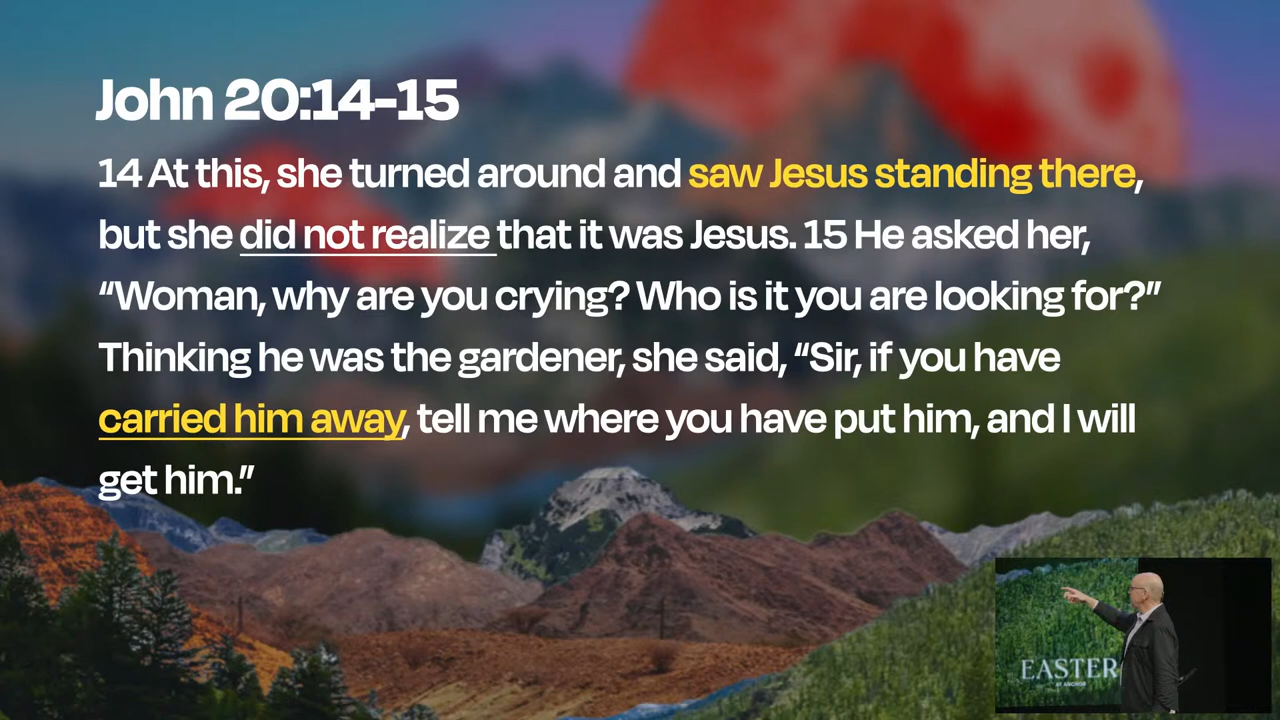 John 20:14-15
14 At this, she turned around and saw Jesus standing there,
but she did not realize that it was Jesus. 15 He asked her,
“Woman, why are you crying? Who is it you are looking for?”
Thinking he was the gardener, she said, “Sir, if you have
carried him away, tell me where you have put him, and I will
get him.”
EASTER
AT ANCHOR